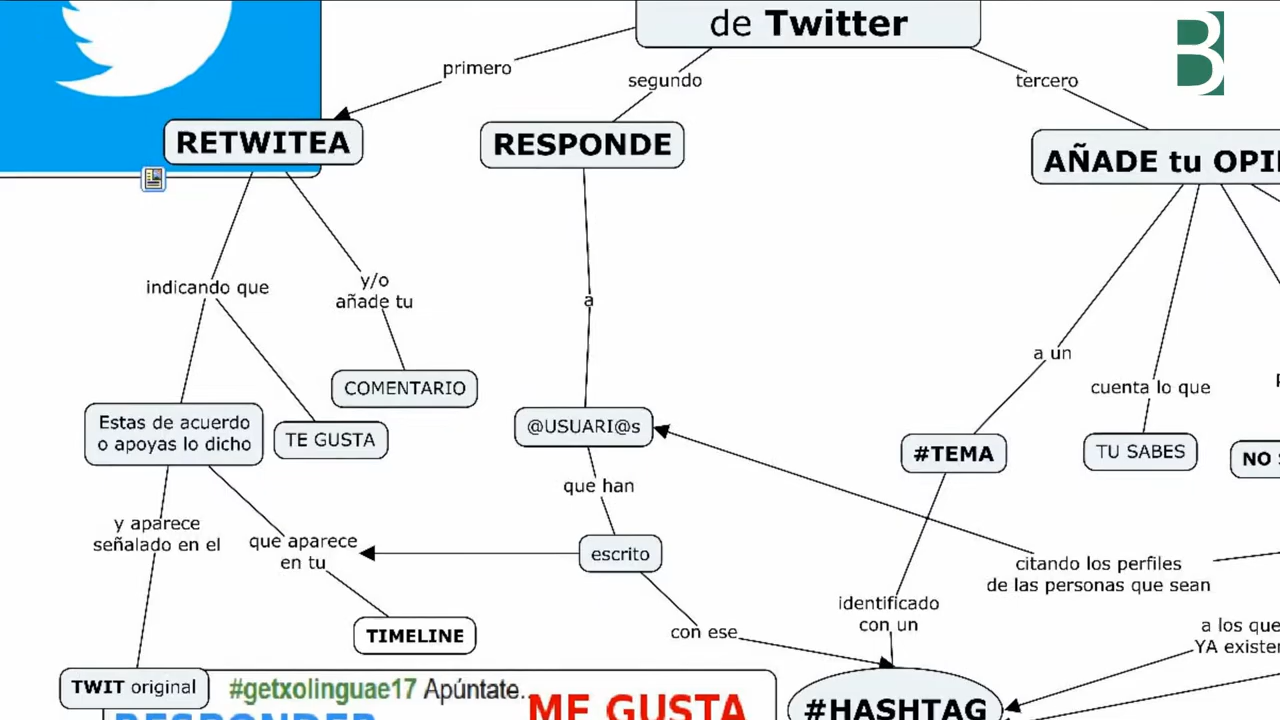 de Twitter
B
primero
segundo
tercero
RETWITEA
RESPONDE
AÑADE tu OPI
indicando que
y/o
añade tu
a
a un
cuenta lo que
COMENTARIO
Estas de acuerdo
o apoyas lo dicho
TE GUSTA
@USUARI@s
#TEMA
TU SABES
NO
que han
y aparece
señalado en el
que aparece
en tu
escrito
citando los perfiles
de las personas que sean
identificado
con un
a los que
YA existen
TIMELINE
con ese
TWIT original
#getxolinguae17 Apúntate..
ME GUSTA
#HASHTAG
RESPONDER